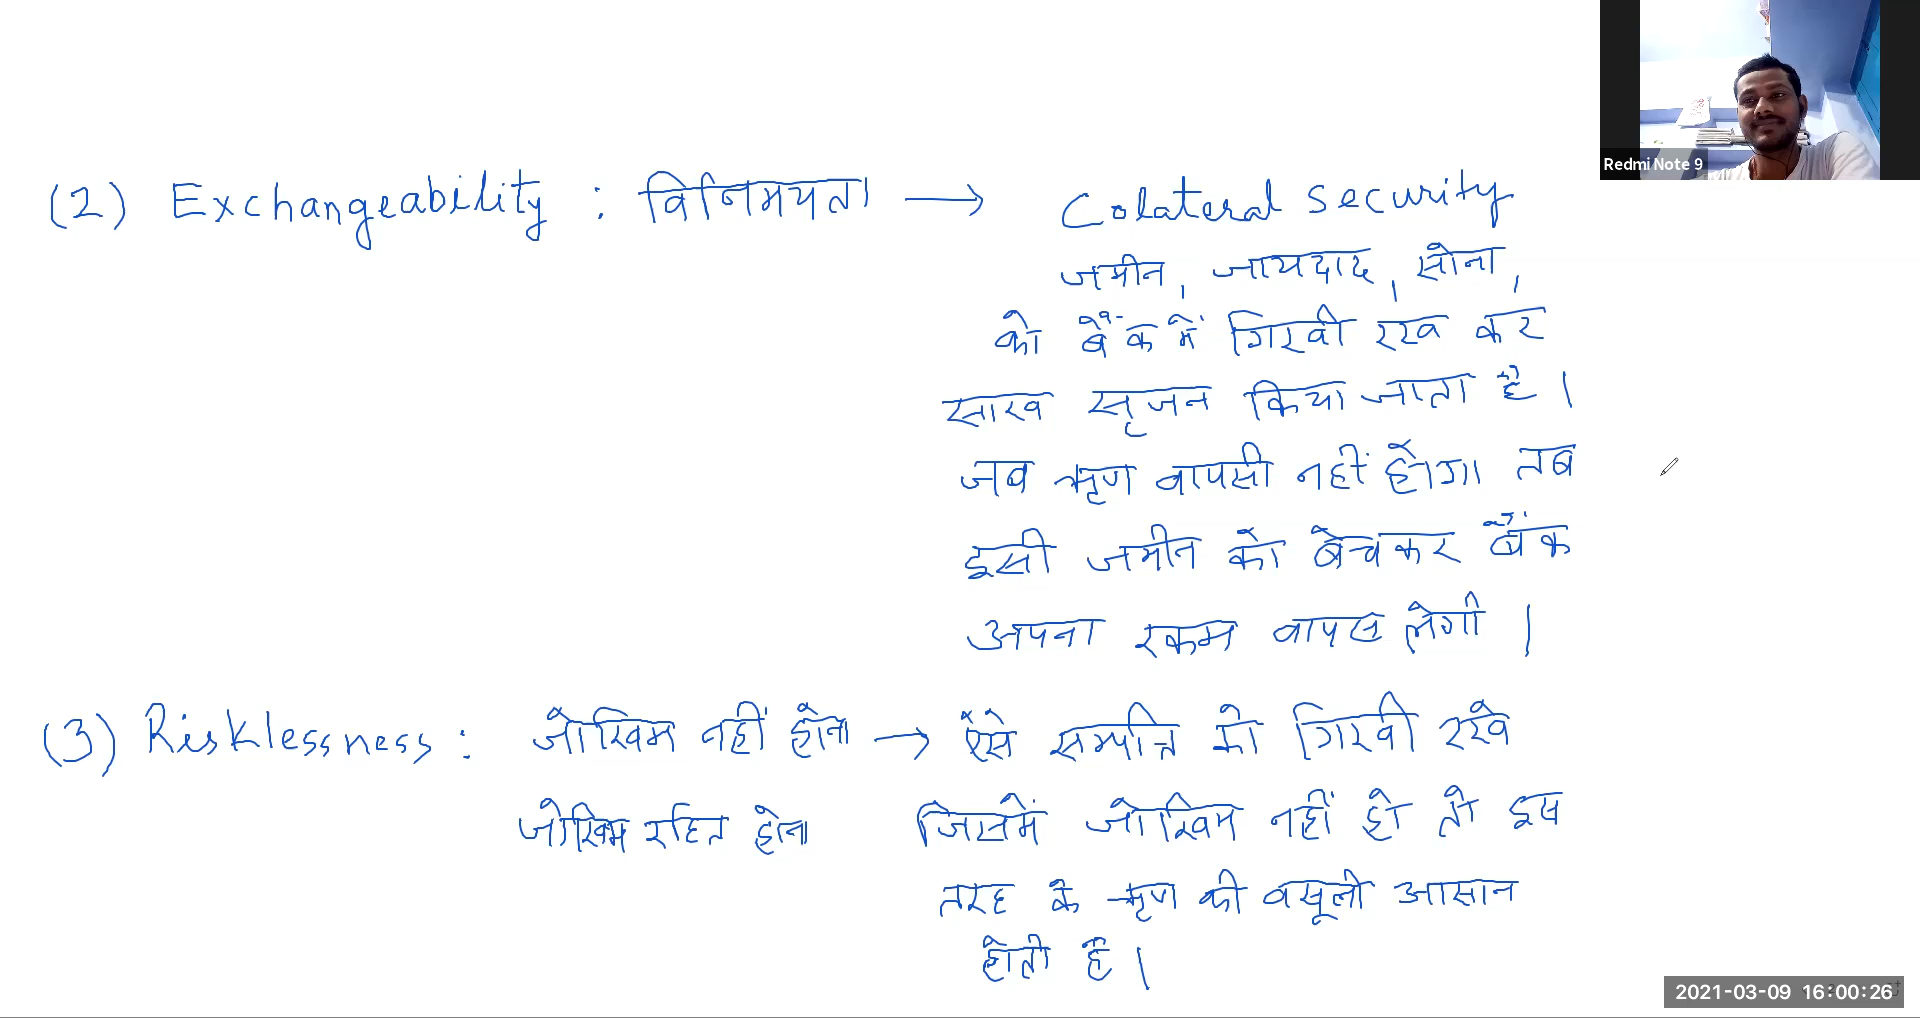 Redmi Note 9
(2) Exchangeability : विनिमयता → Colateral security
जमीन, जायदाद, सोना,
को बैंक में गिरवी रख कर
साख सृजन किया जाता है।
जब ऋण वापसी नहीं होगा तब
इसी जमीन को बेचकर बैंक
अपना रकम वापस लेगी।
(3) Risklessness : जोखिम नहीं होना → ऐसे सम्पत्ति को गिरवी रखे
जोखिम रहित होना जिसमें जोखिम नहीं हो तो इस
तरह के ऋण की वसूली आसान
होती है।
2021-03-09 16:00:26